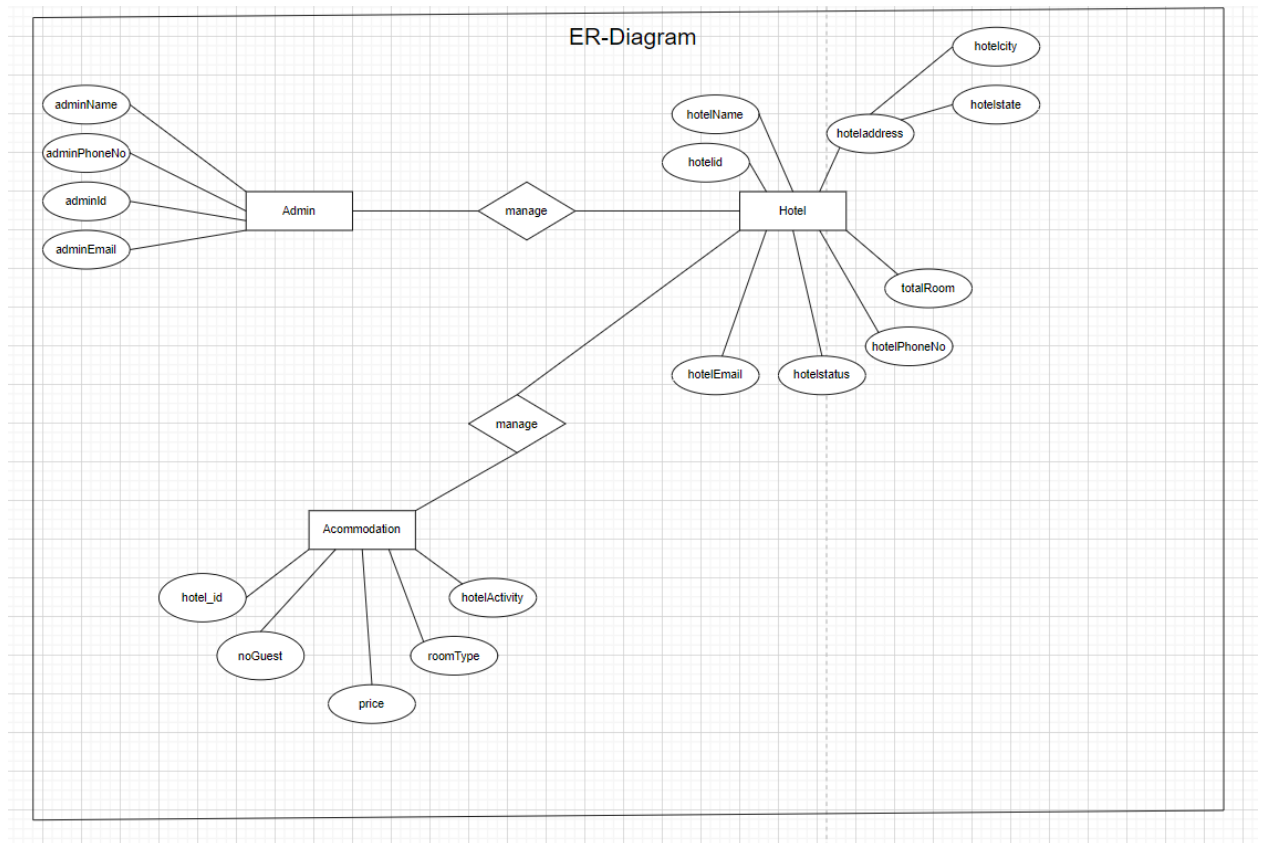 ER-Diagram
hotelcity
adminName
hotelstate
hotelName
hoteladdress
adminPhoneNo
hotelid
adminId
Admin
manage
Hotel
adminEmail
totalRoom
hotelPhoneNo
hotelEmail
hotelstatus
manage
Acommodation
hotel_id
hotelActivity
noGuest
roomType
price